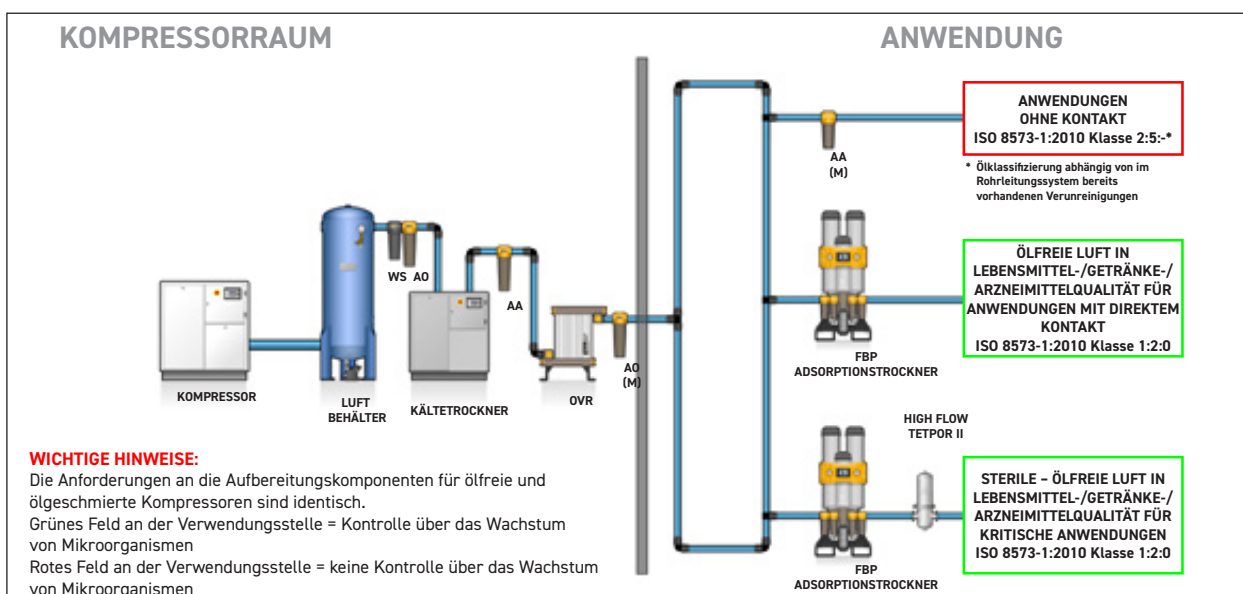 KOMPRESSORRAUM
ANWENDUNG
ANWENDUNGEN
OHNE KONTAKT
ISO 8573-1:2010 Klasse 2:5:-*
* Ölklassifizierung abhängig von im
Rohrleitungssystem bereits
vorhandenen Verunreinigungen
AA
(M)
WS AO
AA
AO
(M)
KOMPRESSOR
LUFT
BEHÄLTER
KÄLTETROCKNER
OVR
FBP
ADSORPTIONSTROCKNER
ÖLFREIE LUFT IN
LEBENSMITTEL-/GETRÄNKE-/
ARZNEIMITTELQUALITÄT FÜR
ANWENDUNGEN MIT DIREKTEM
KONTAKT
ISO 8573-1:2010 Klasse 1:2:0
HIGH FLOW
TETPOR II
FBP
ADSORPTIONSTROCKNER
STERILE – ÖLFREIE LUFT IN
LEBENSMITTEL-/GETRÄNKE-/
ARZNEIMITTELQUALITÄT FÜR
KRITISCHE ANWENDUNGEN
ISO 8573-1:2010 Klasse 1:2:0
WICHTIGE HINWEISE:
Die Anforderungen an die Aufbereitungskomponenten für ölfreie und
ölgeschmierte Kompressoren sind identisch.
Grünes Feld an der Verwendungsstelle = Kontrolle über das Wachstum
von Mikroorganismen
Rotes Feld an der Verwendungsstelle = keine Kontrolle über das Wachstum
von Mikroorganismen